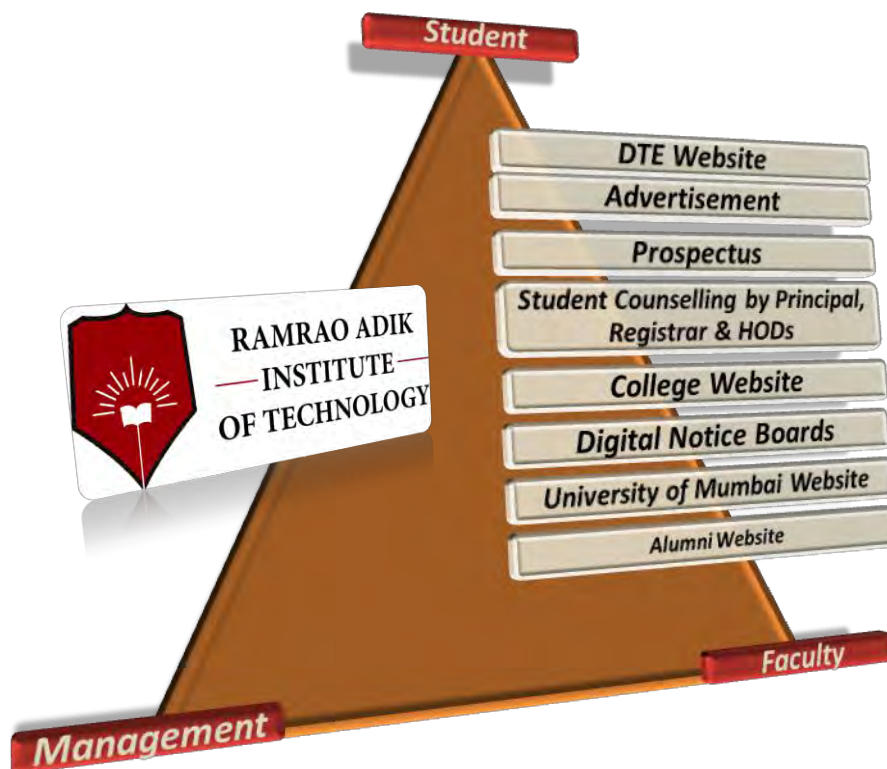 Student
DTE Website
Advertisement
Prospectus
Student Counselling by Principal,
Registrar & HODs
RAMRAO ADIK
INSTITUTE
OF TECHNOLOGY
College Website
Digital Notice Boards
University of Mumbai Website
Alumni Website
Faculty
Management